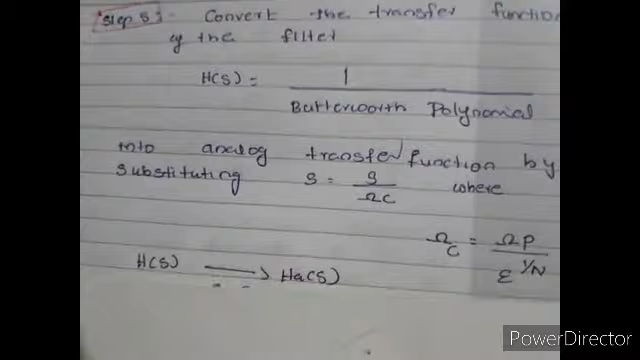 Step 5 :- Convert the transfer function
of the filter
H(S) = 1 / Butterworth Polynomial
into analog transfer function by
substituting S = S / Ωc where
Ωc = Ωp / ε^1/N
H(S) → Ha(S)
PowerDirector